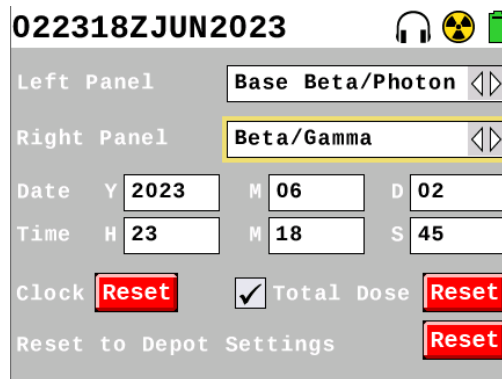 022318ZJUN2023
Left Panel Base Beta/Photon
Right Panel Beta/Gamma
Date Y 2023 M 06 D 02
Time H 23 M 18 S 45
Clock Reset Total Dose Reset
Reset to Depot Settings Reset